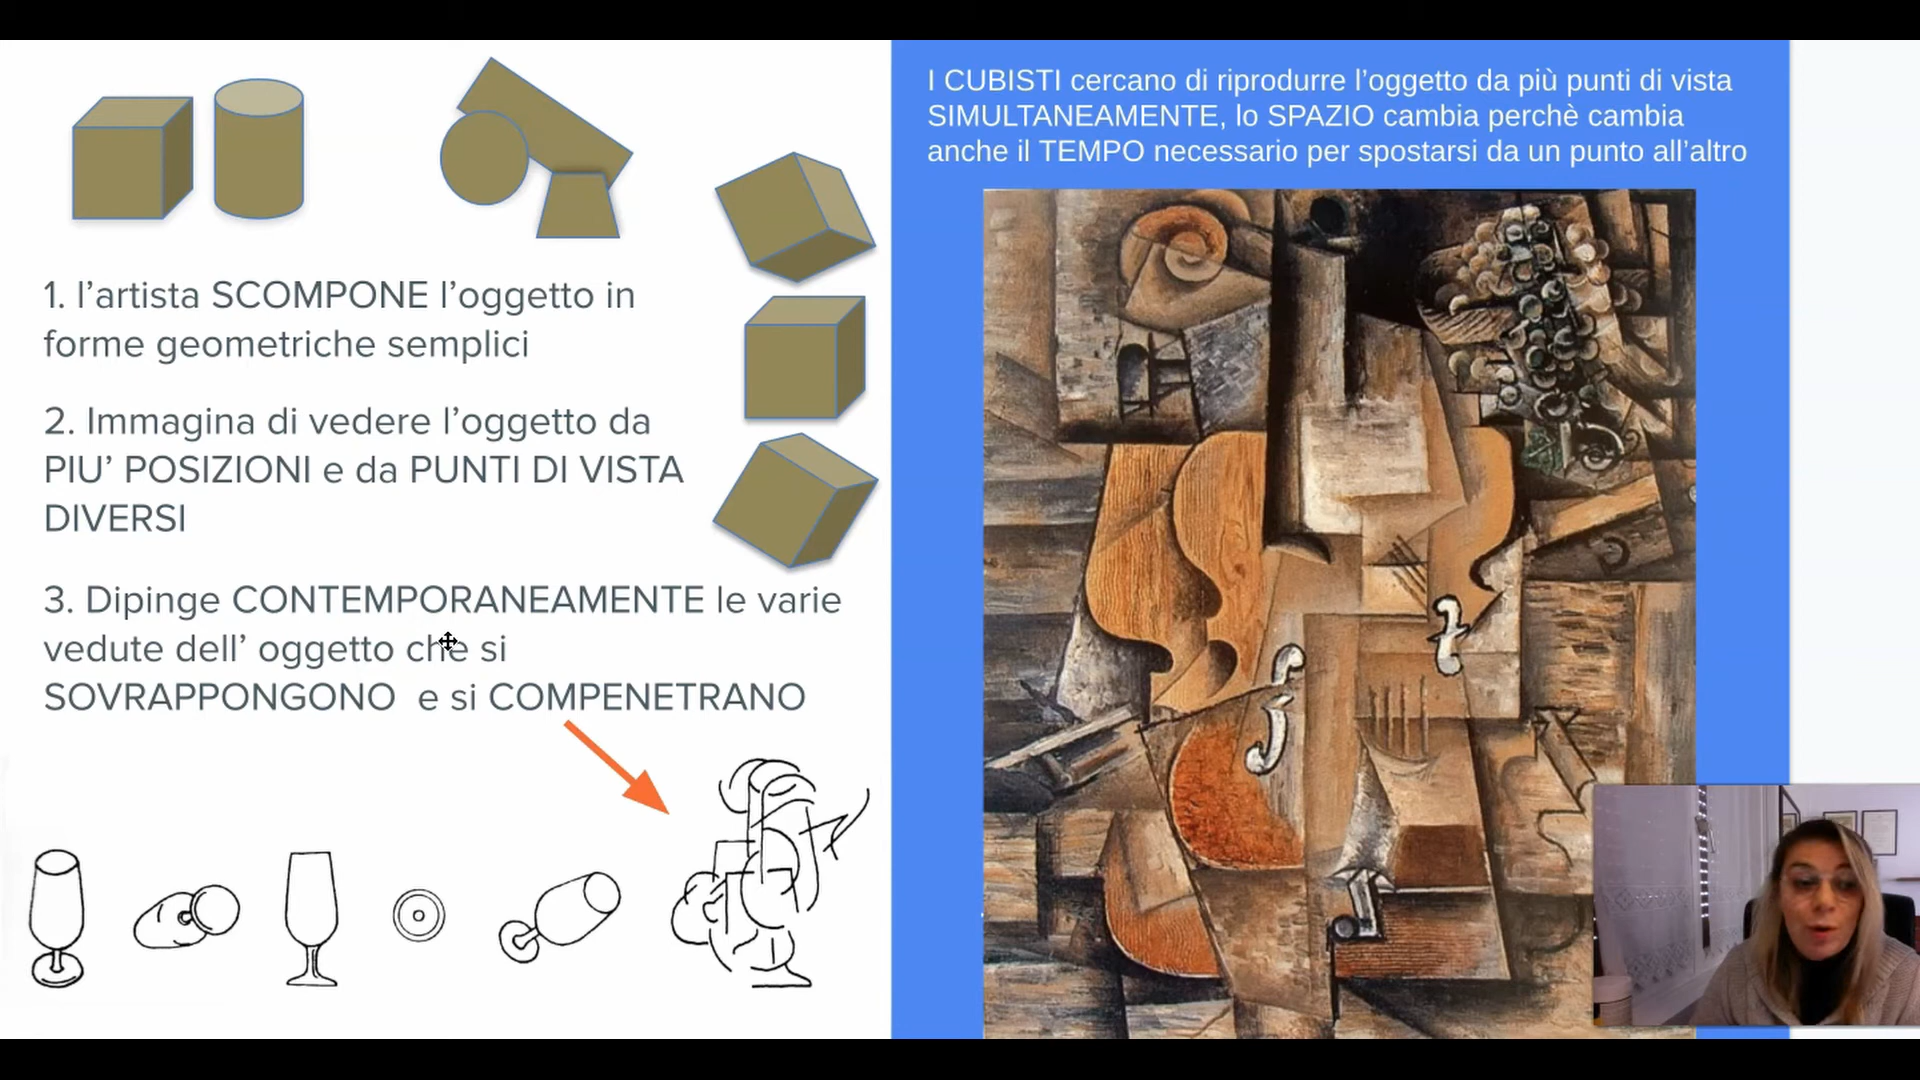 1. l’artista SCOMPONE l’oggetto in
forme geometriche semplici
2. Immagina di vedere l’oggetto da
PIU’ POSIZIONI e da PUNTI DI VISTA
DIVERSI
3. Dipinge CONTEMPORANEAMENTE le varie
vedute dell’ oggetto che si
SOVRAPPONGONO e si COMPENETRANO
I CUBISTI cercano di riprodurre l’oggetto da più punti di vista
SIMULTANEAMENTE, lo SPAZIO cambia perchè cambia
anche il TEMPO necessario per spostarsi da un punto all’altro